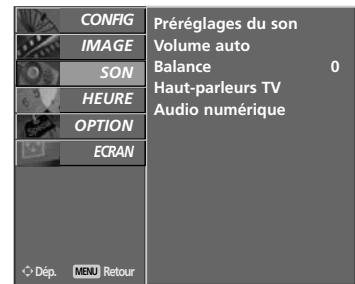 CONFIG
IMAGE
SON
HEURE
OPTION
ECRAN
Préréglages du son
Volume auto
Balance 0
Haut-parleurs TV
Audio numérique
Dép. MENU Retour